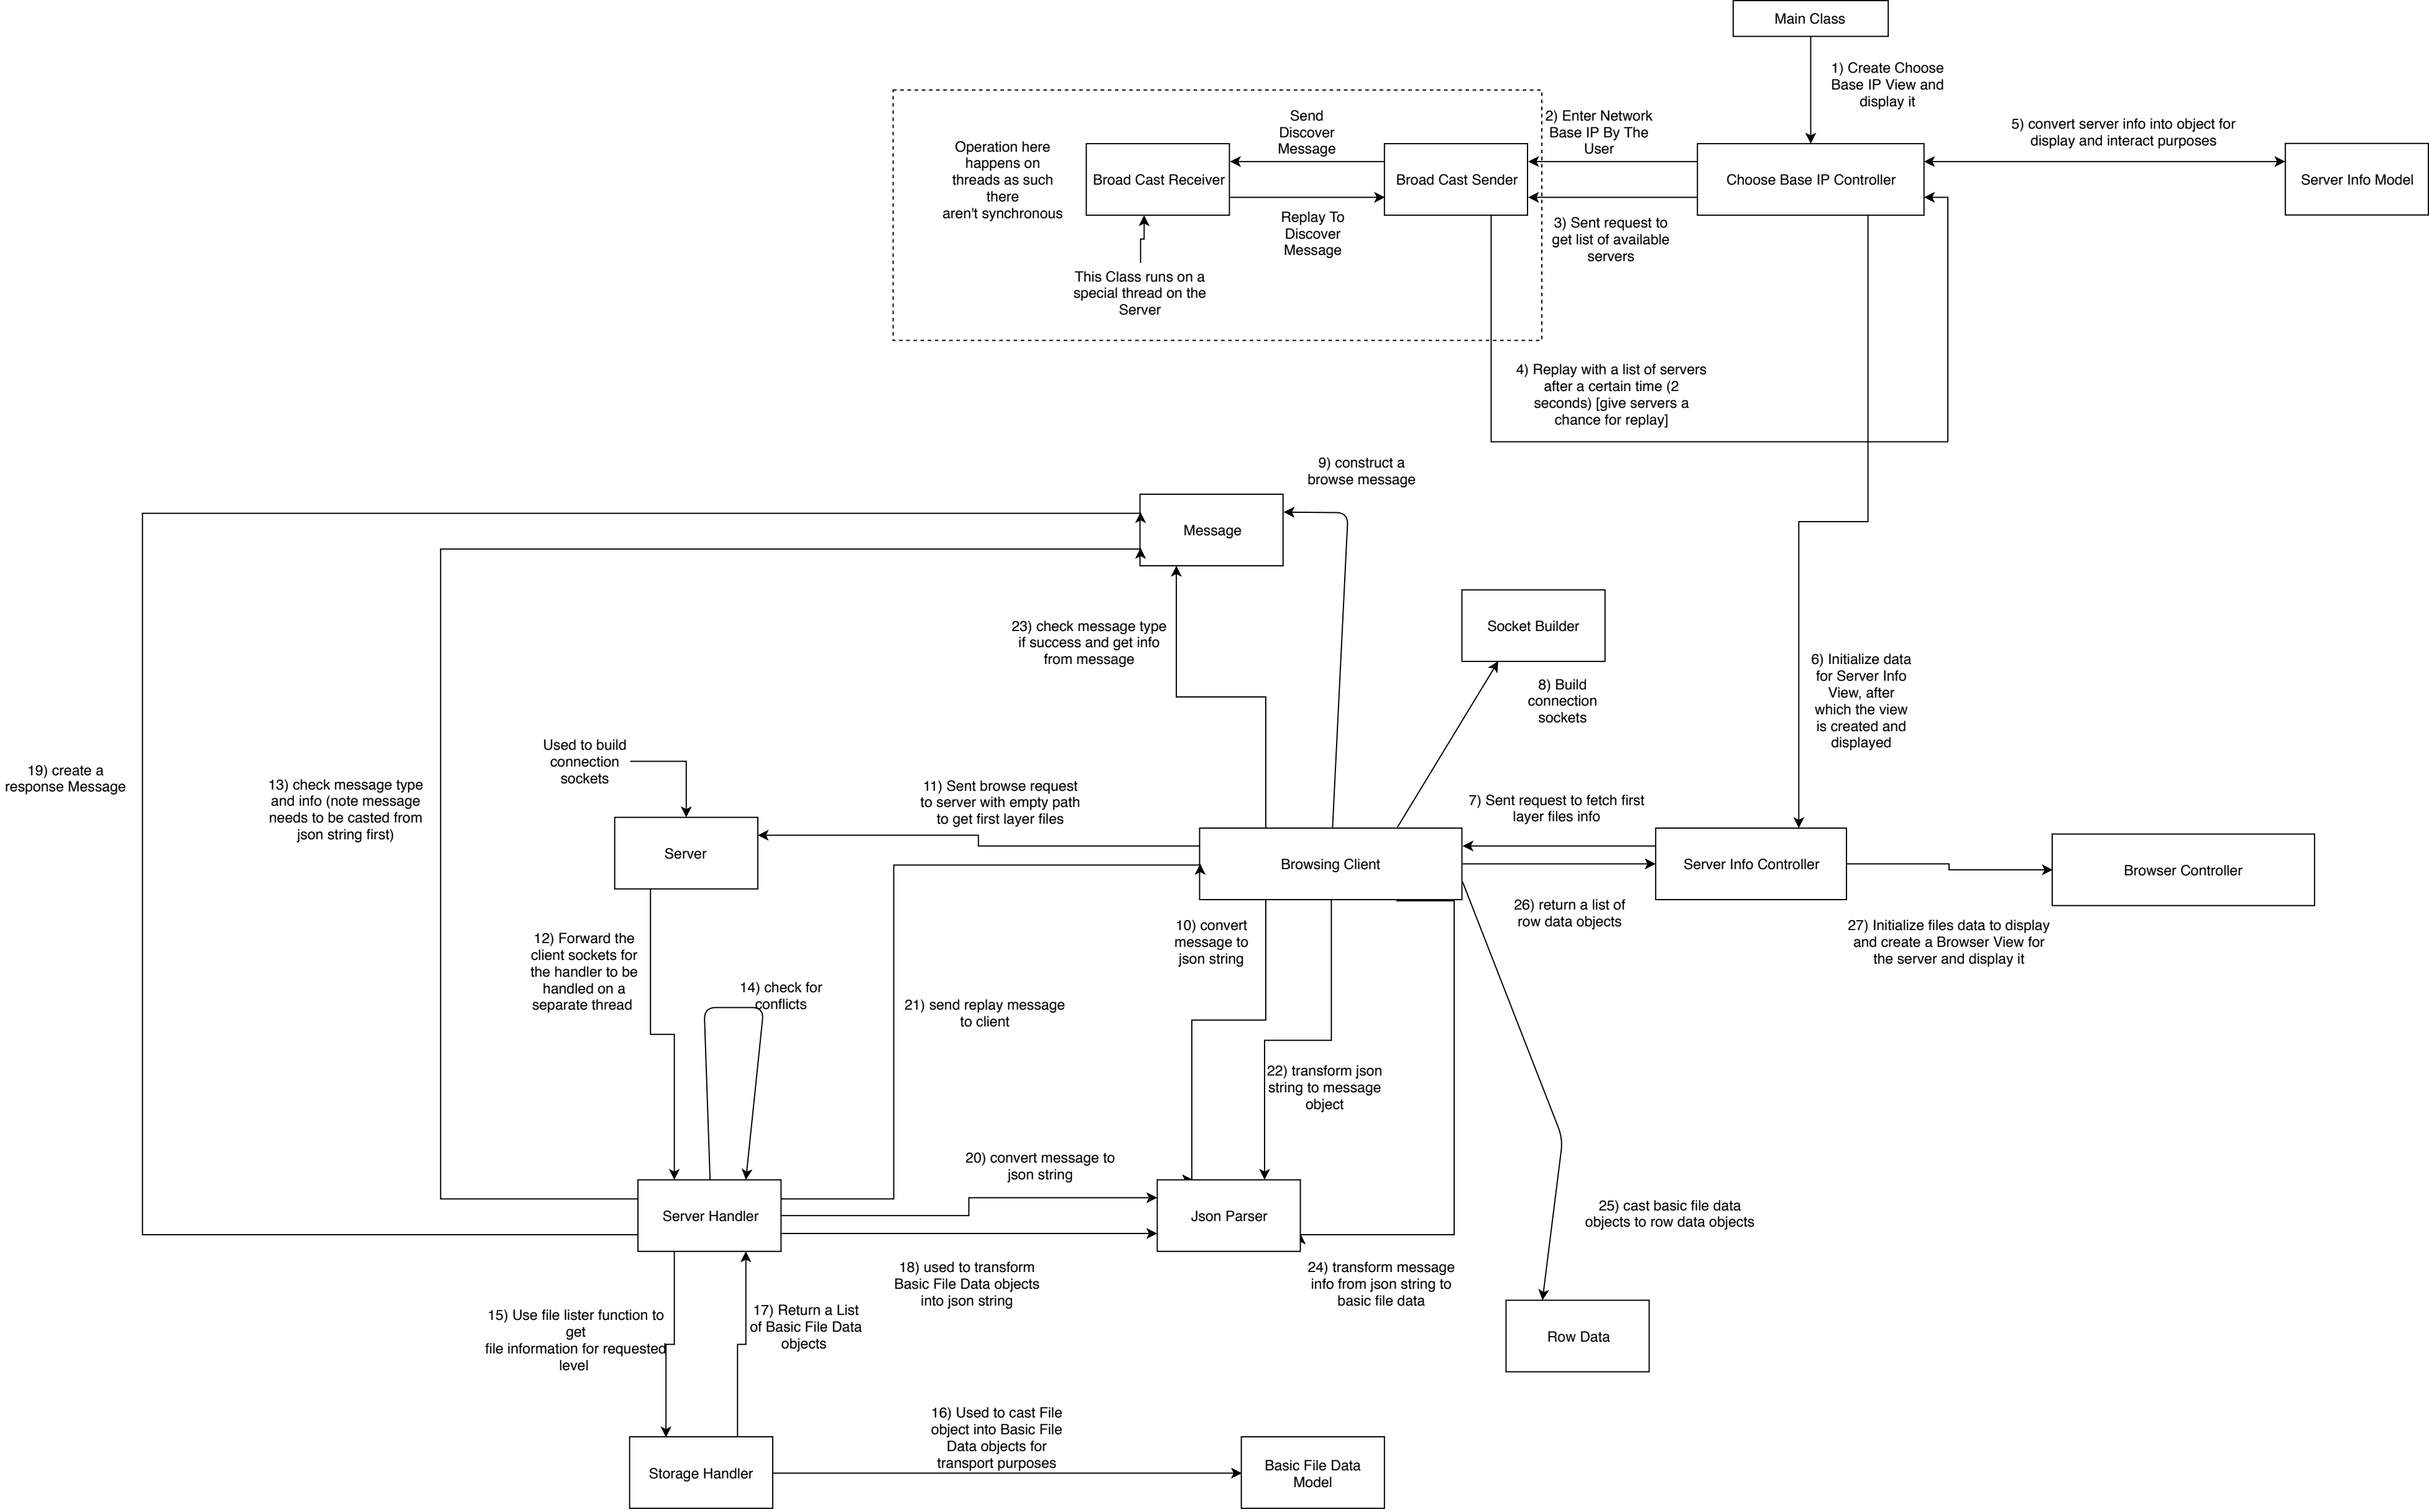 Main Class
1) Create Choose
Base IP View and
display it
Operation here
happens on
threads as such
there
aren't synchronous
Broad Cast Receiver
Send
Discover
Message
Replay To
Discover
Message
Broad Cast Sender
2) Enter Network
Base IP By The
User
3) Sent request to
get list of available
servers
Choose Base IP Controller
5) convert server info into object for
display and interact purposes
Server Info Model
This Class runs on a
special thread on the
Server
4) Replay with a list of servers
after a certain time (2
seconds) [give servers a
chance for replay]
9) construct a
browse message
Message
23) check message type
if success and get info
from message
Socket Builder
8) Build
connection
sockets
6) Initialize data
for Server Info
View, after
which the view
is created and
displayed
19) create a
response Message
13) check message type
and info (note message
needs to be casted from
json string first)
Used to build
connection
sockets
Server
11) Sent browse request
to server with empty path
to get first layer files
Browsing Client
7) Sent request to fetch first
layer files info
Server Info Controller
Browser Controller
26) return a list of
row data objects
27) Initialize files data to display
and create a Browser View for
the server and display it
12) Forward the
client sockets for
the handler to be
handled on a
separate thread
14) check for
conflicts
21) send replay message
to client
10) convert
message to
json string
22) transform json
string to message
object
20) convert message to
json string
Server Handler
Json Parser
25) cast basic file data
objects to row data objects
18) used to transform
Basic File Data objects
into json string
24) transform message
info from json string to
basic file data
15) Use file lister function to
get
file information for requested
level
17) Return a List
of Basic File Data
objects
Row Data
16) Used to cast File
object into Basic File
Data objects for
transport purposes
Storage Handler
Basic File Data
Model